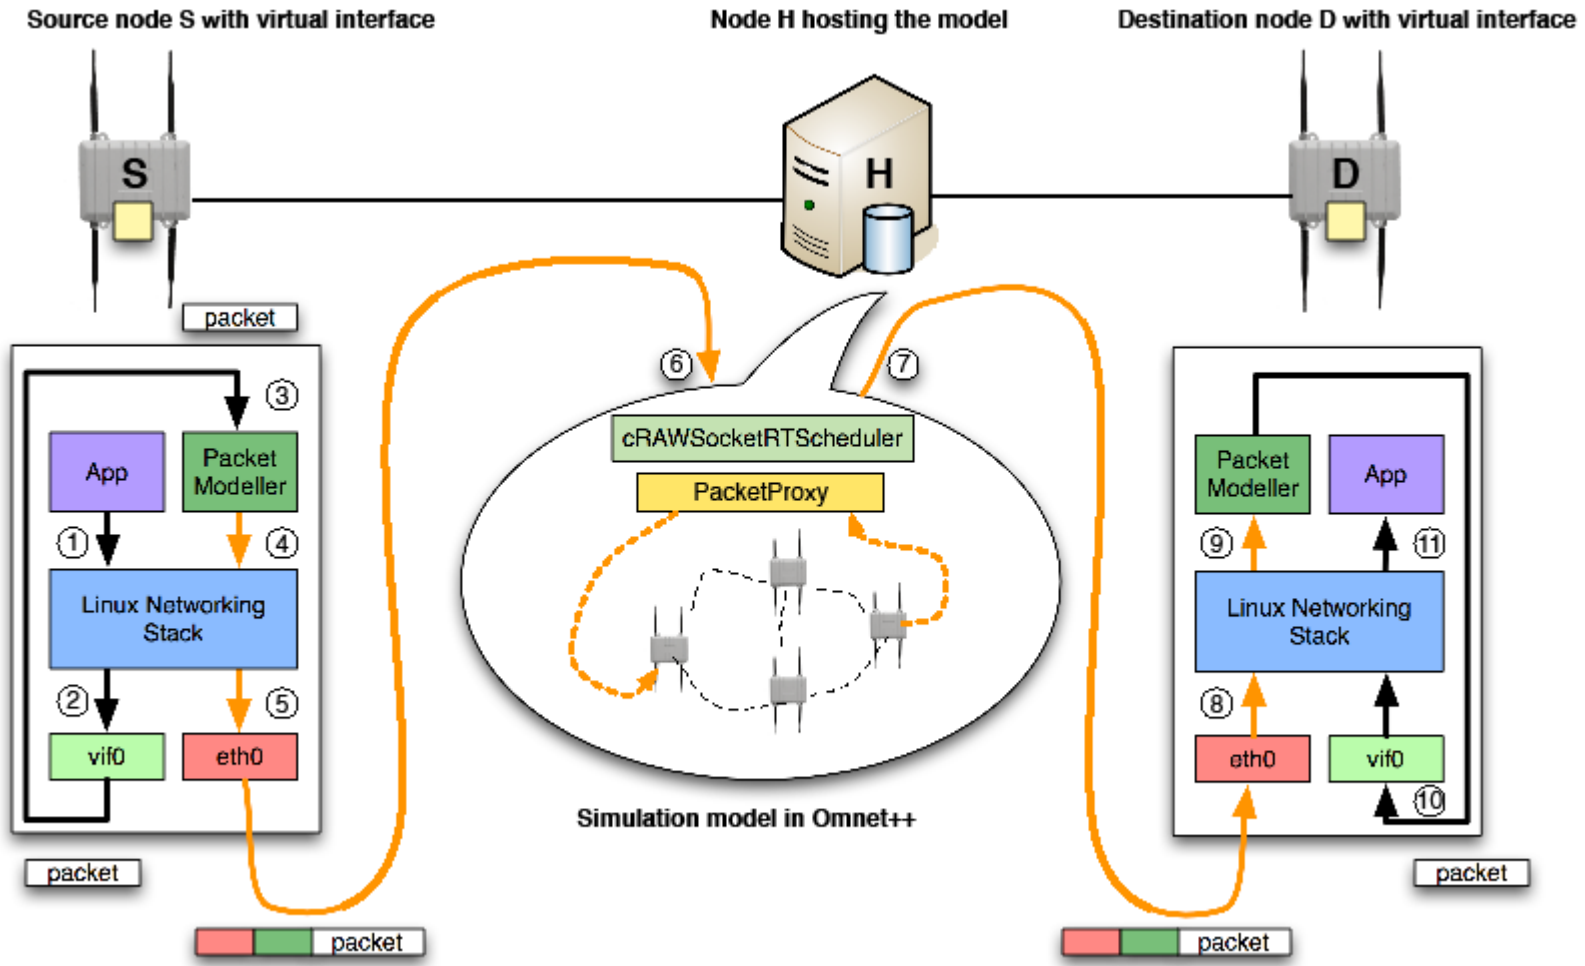 Source node S with virtual interface
Node H hosting the model
Destination node D with virtual interface
S
H
D
packet
3
App
Packet
Modeller
1
4
Linux Networking
Stack
2
5
vif0
eth0
packet
packet
6
7
cRAWSocketRTScheduler
PacketProxy
Simulation model in Omnet++
Packet
Modeller
App
9
11
Linux Networking
Stack
8
eth0
vif0
10
packet
packet